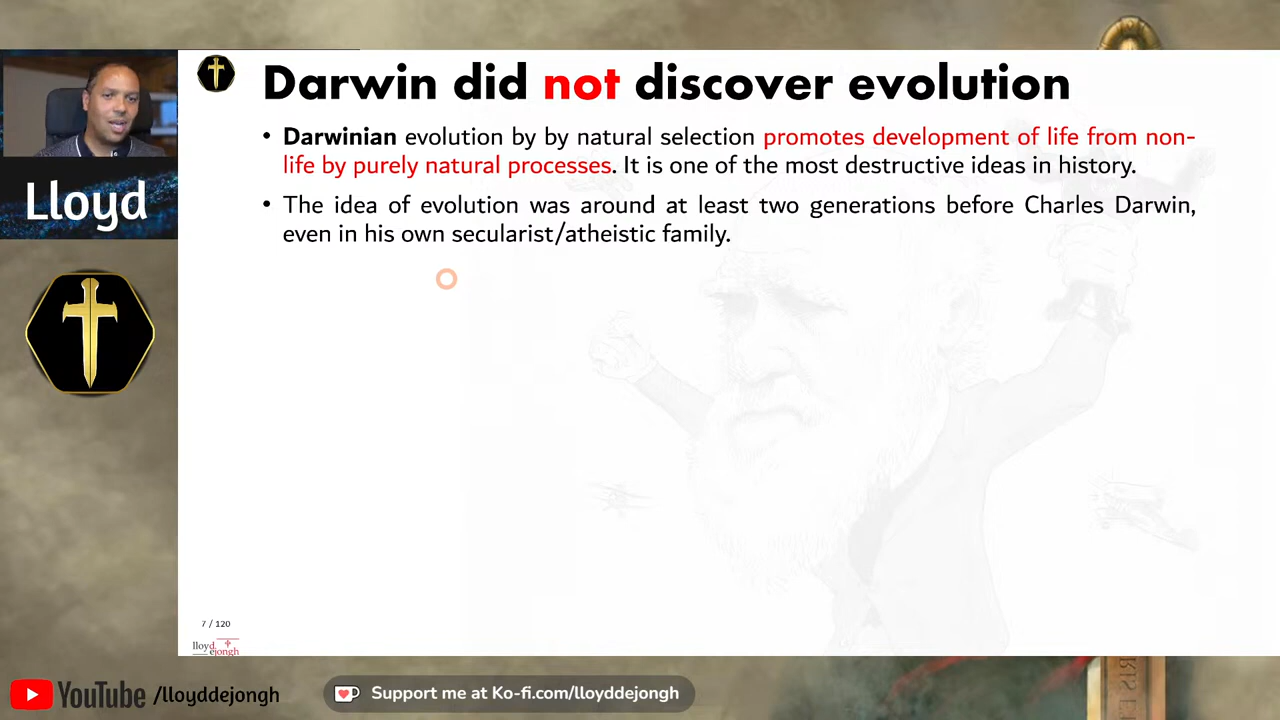 Darwin did not discover evolution
• Darwinian evolution by by natural selection promotes development of life from non-
life by purely natural processes. It is one of the most destructive ideas in history.
• The idea of evolution was around at least two generations before Charles Darwin,
even in his own secularist/atheistic family.
Lloyd
7 / 120
lloyd
dejongh
YouTube /lloyddejongh
Support me at Ko-fi.com/lloyddejongh